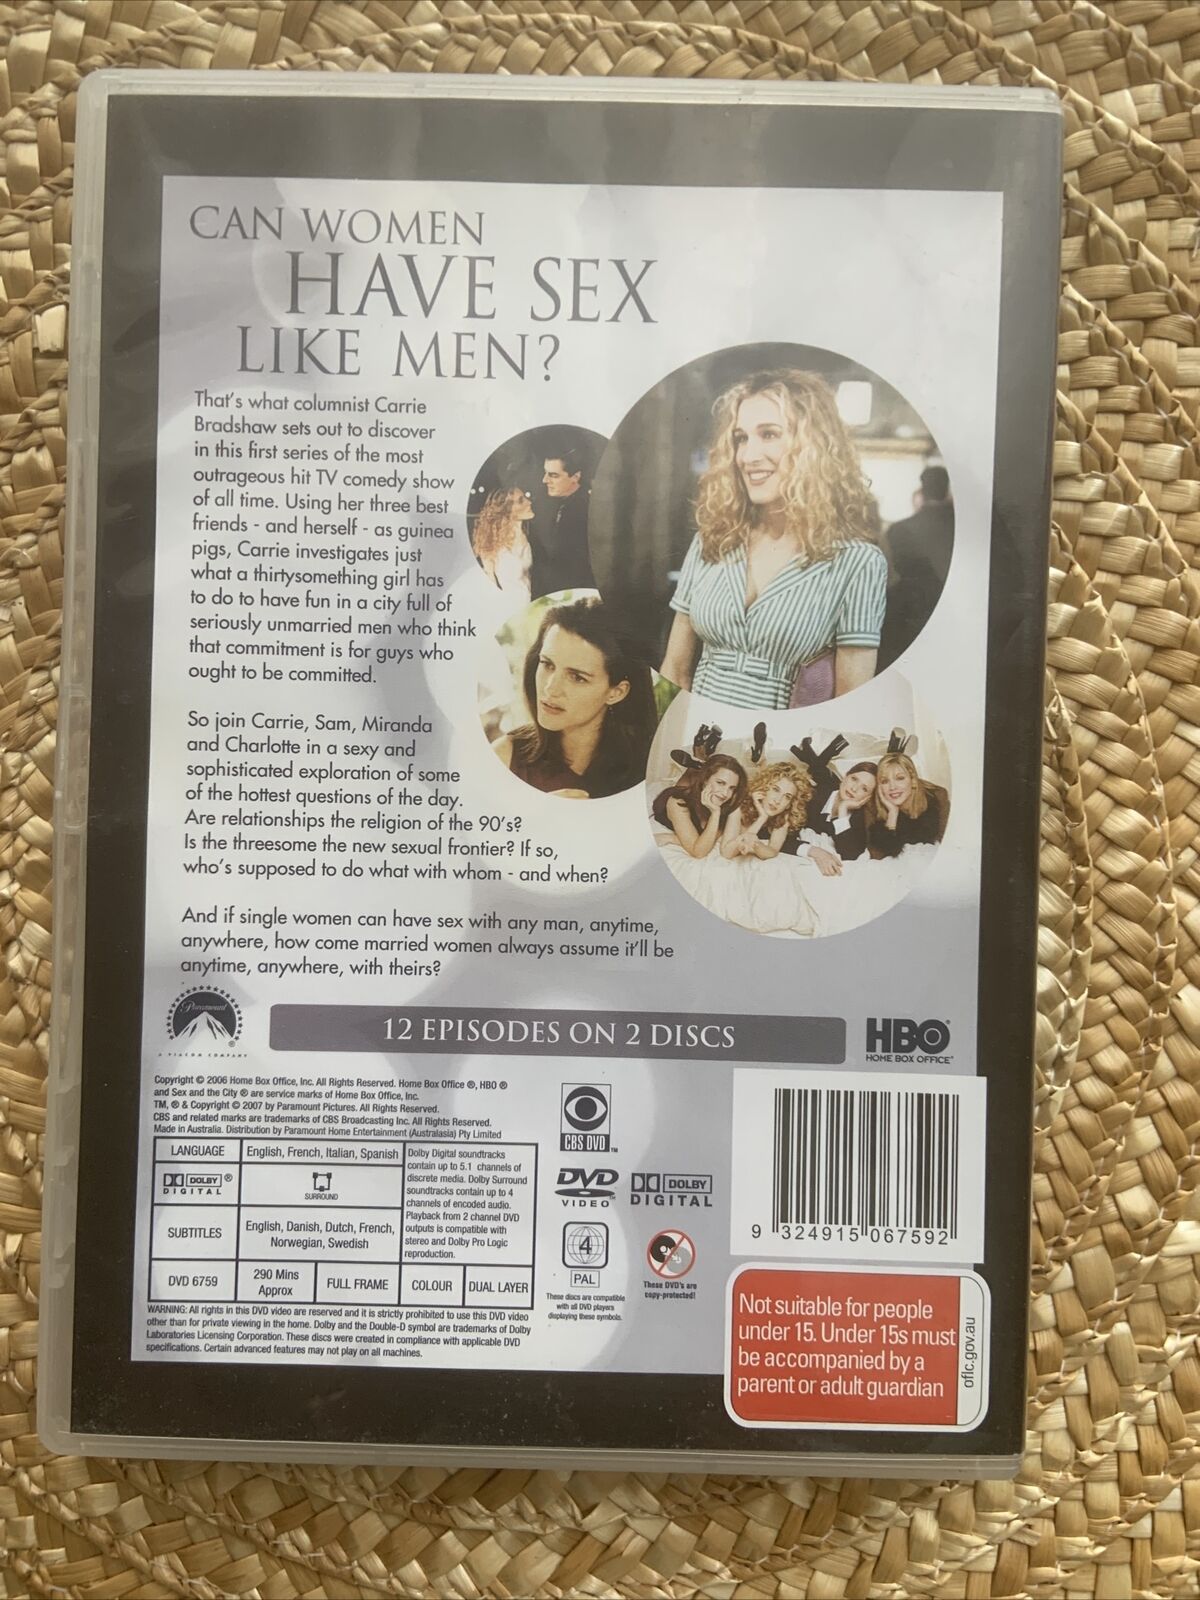 CAN WOMEN
HAVE SEX
LIKE MEN?
That's what columnist Carrie
Bradshaw sets out to discover
in this first series of the most
outrageous hit TV comedy show
of all time. Using her three best
friends - and herself - as guinea
pigs, Carrie investigates just
what a thirtysomething girl has
to do to have fun in a city full of
seriously unmarried men who think
that commitment is for guys who
ought to be committed.
So join Carrie, Sam, Miranda
and Charlotte in a sexy and
sophisticated exploration of some
of the hottest questions of the day.
Are relationships the religion of the 90's?
Is the threesome the new sexual frontier? If so,
who's supposed to do what with whom - and when?
And if single women can have sex with any man, anytime,
anywhere, how come married women always assume it'll be
anytime, anywhere, with theirs?
Paramount
®
A VIACOM COMPANY
12 EPISODES ON 2 DISCS
HBO®
HOME BOX OFFICE®
Copyright © 2006 Home Box Office, Inc. All Rights Reserved. Home Box Office ®, HBO ®
and Sex and the City ® are service marks of Home Box Office, Inc.
TM, ® & Copyright © 2007 by Paramount Pictures. All Rights Reserved.
CBS and related marks are trademarks of CBS Broadcasting Inc. All Rights Reserved.
Made in Australia. Distribution by Paramount Home Entertainment (Australasia) Pty Limited
LANGUAGE
English, French, Italian, Spanish
DOLBY ®
DIGITAL
SURROUND
SUBTITLES
English, Danish, Dutch, French,
Norwegian, Swedish
Dolby Digital soundtracks
contain up to 5.1 channels of
discrete media. Dolby Surround
soundtracks contain up to 4
channels of encoded audio.
Playback from 2 channel DVD
outputs is compatible with
stereo and Dolby Pro Logic
reproduction.
DVD 6759
290 Mins
Approx
FULL FRAME
COLOUR
DUAL LAYER
WARNING: All rights in this DVD video are reserved and it is strictly prohibited to use this DVD video
other than for private viewing in the home. Dolby and the Double-D symbol are trademarks of Dolby
Laboratories Licensing Corporation. These discs were created in compliance with applicable DVD
specifications. Certain advanced features may not play on all machines.
CBS DVD ™
DVD
VIDEO™
DOLBY
DIGITAL
4
PAL
These discs are compatible
with all DVD players
displaying these symbols.
These DVD's are
copy-protected!
9 324915 067592
Not suitable for people
under 15. Under 15s must
be accompanied by a
parent or adult guardian
oflc.gov.au